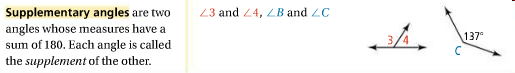 Supplementary angles are two
angles whose measures have a
sum of 180. Each angle is called
the supplement of the other.
∠3 and ∠4, ∠B and ∠C
3 4
137°
C